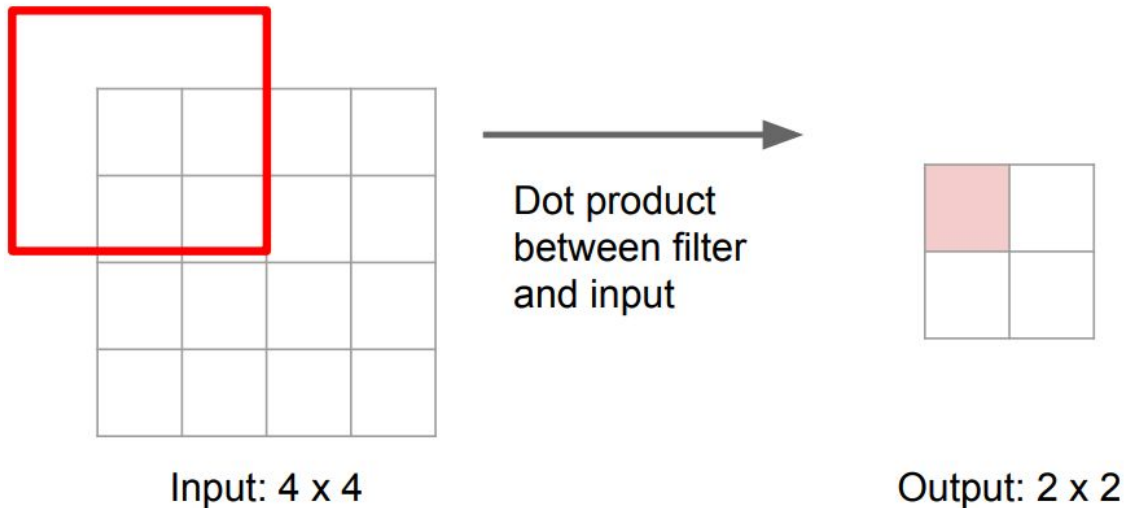 Dot product
between filter
and input
Input: 4 x 4
Output: 2 x 2